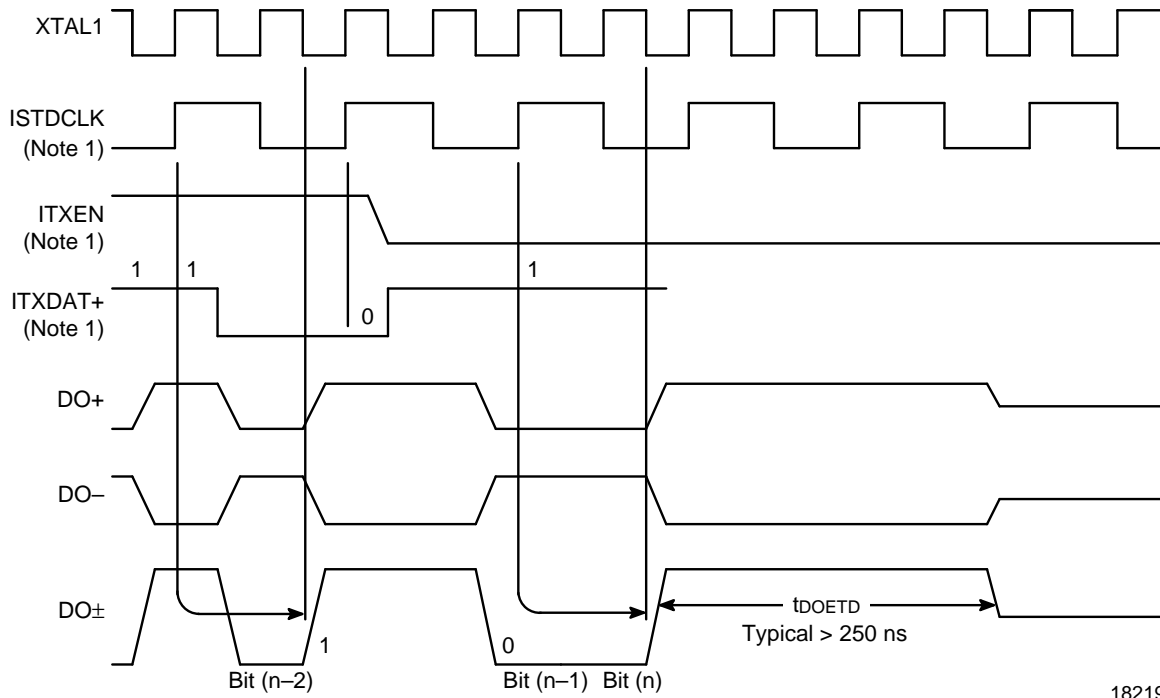 XTAL1
ISTDCLK
(Note 1)
ITXEN
(Note 1)
1 1 1
ITXDAT+
(Note 1)
0
DO+
DO–
DO±
tDOETD
Typical > 250 ns
1 0
Bit (n–2) Bit (n–1) Bit (n)
18219